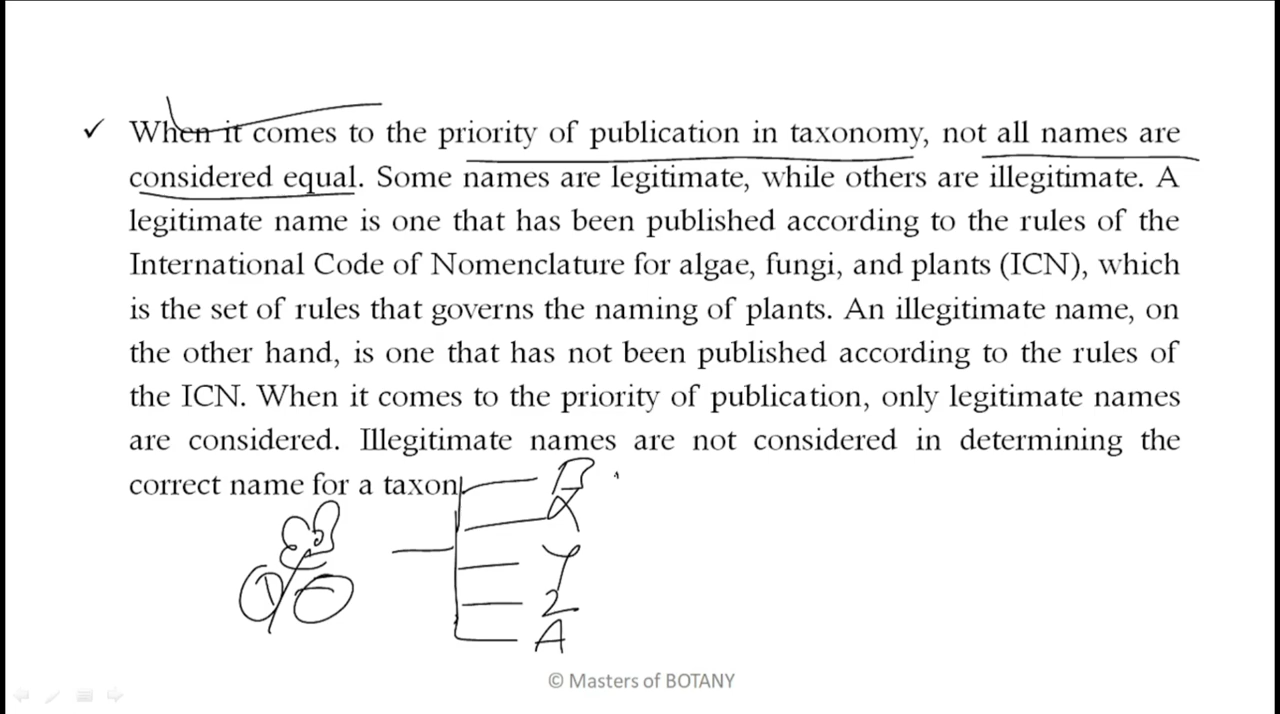 ✓ When it comes to the priority of publication in taxonomy, not all names are
considered equal. Some names are legitimate, while others are illegitimate. A
legitimate name is one that has been published according to the rules of the
International Code of Nomenclature for algae, fungi, and plants (ICN), which
is the set of rules that governs the naming of plants. An illegitimate name, on
the other hand, is one that has not been published according to the rules of
the ICN. When it comes to the priority of publication, only legitimate names
are considered. Illegitimate names are not considered in determining the
correct name for a taxon
A
© Masters of BOTANY